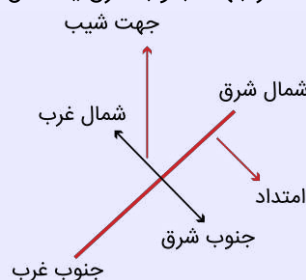 جهت شیب
شمال شرق
شمال غرب
امتداد
جنوب شرق
جنوب غرب